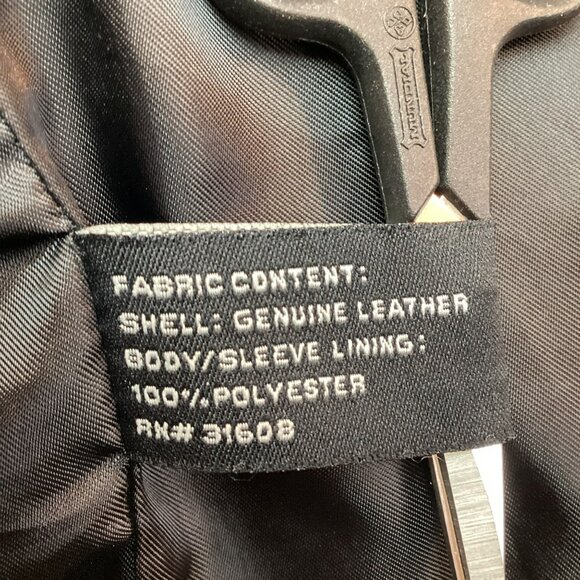 FABRIC CONTENT:
SHELL: GENUINE LEATHER
BODY/SLEEVE LINING:
100% POLYESTER
RN# 31608